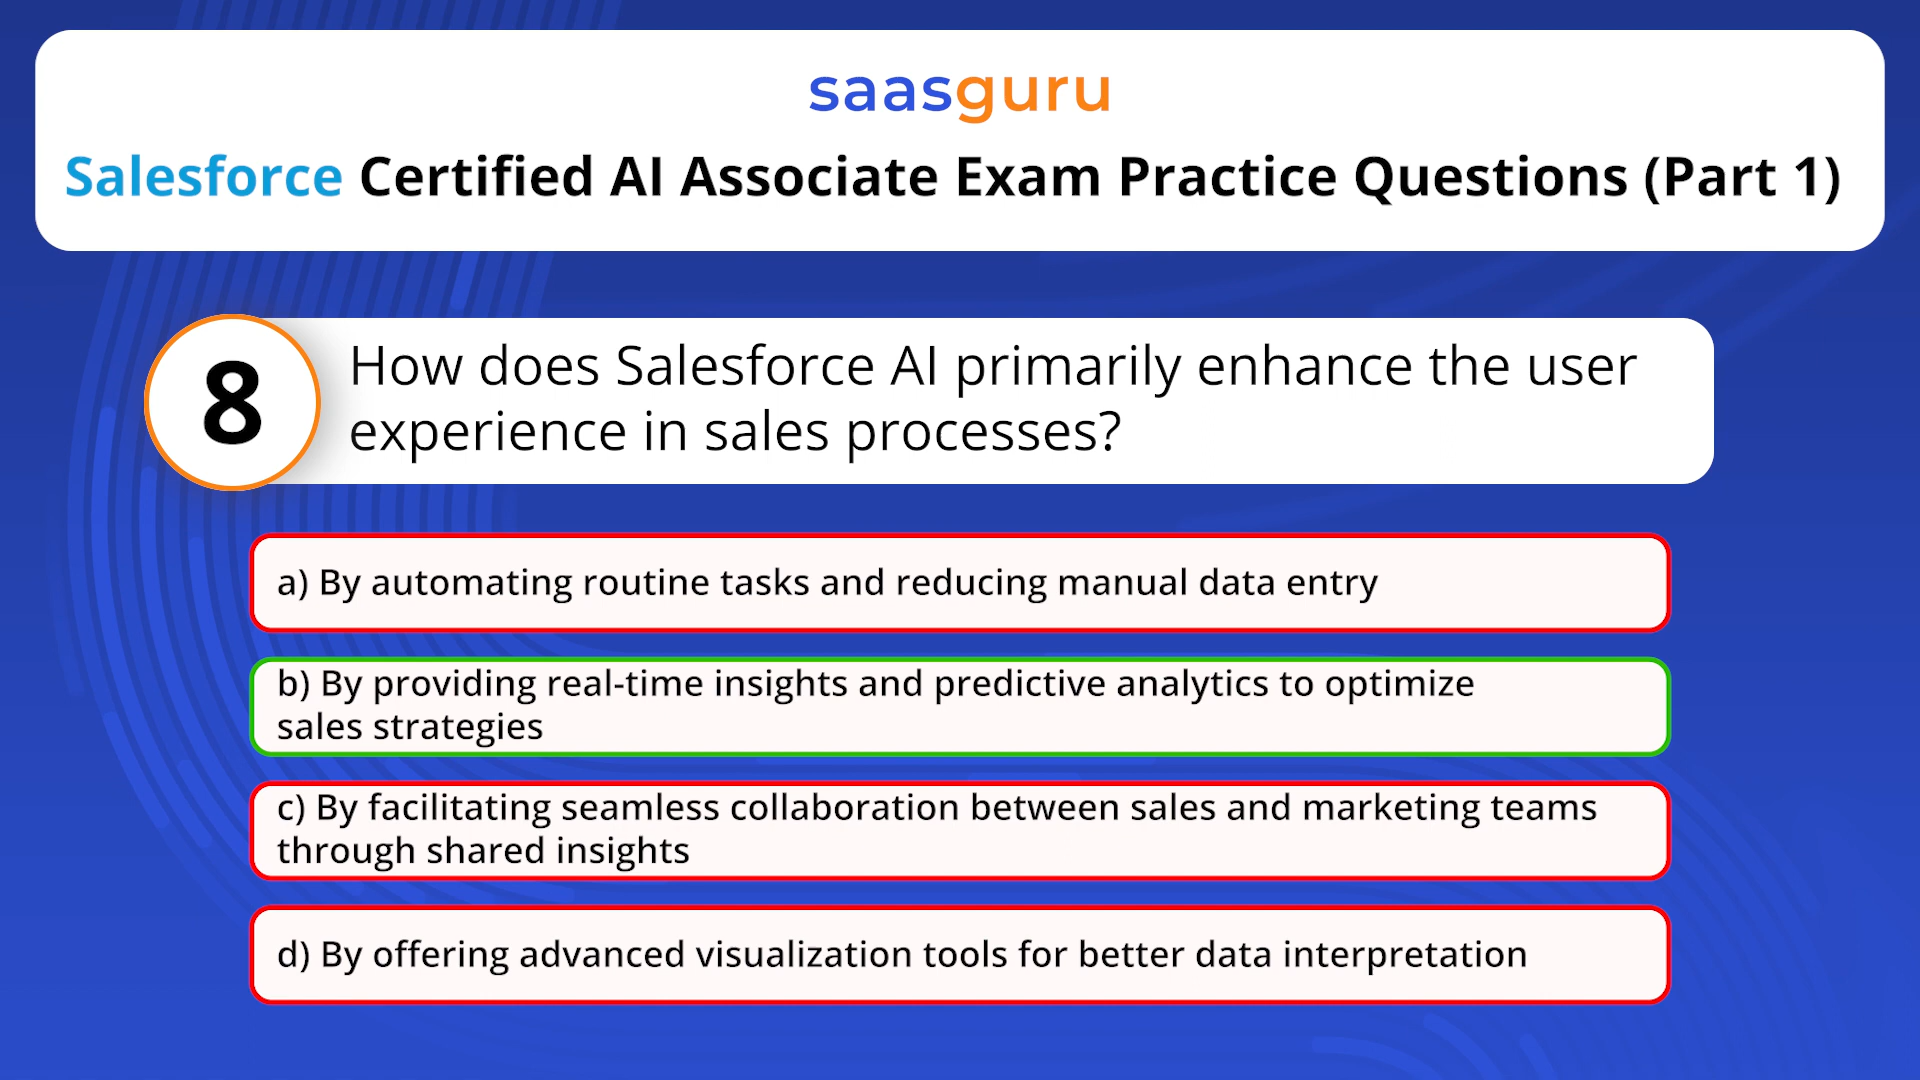 saasguru
Salesforce Certified AI Associate Exam Practice Questions (Part 1)
8
How does Salesforce AI primarily enhance the user
experience in sales processes?
a) By automating routine tasks and reducing manual data entry
b) By providing real-time insights and predictive analytics to optimize
sales strategies
c) By facilitating seamless collaboration between sales and marketing teams
through shared insights
d) By offering advanced visualization tools for better data interpretation